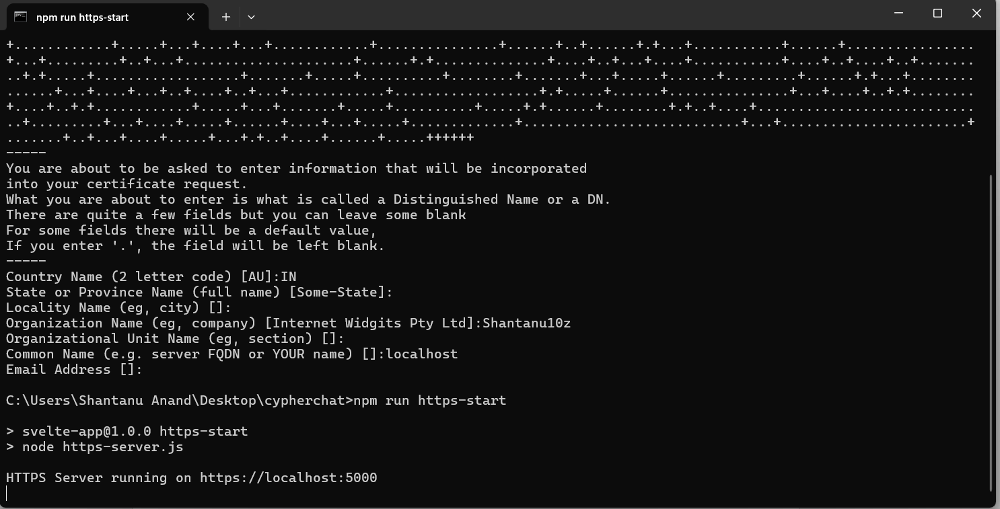 npm run https-start
+............+.....+...+....+...+............+...............+......+..+......+.+...+...........+......+................
+...+.........+..+...+.....................+......+.+..............+....+..+...+....+...........+....+..+....+..+.......
..+.+.....+..................+.......+.....+..........+........+.......+...+.....+......+.........+......+.+...+........
......+...+....+...+..+....+..+...+............+..................+.+.....+......+...............+...+....+..+.+........
+....+..+.+............+.....+...+.......+.....+..........+.....+.+......+........+.+..+....+...........................
..+.........+...+....+.....+......+....+...+.....+.............+...........................+...+.......................+
.......+..+...+....+.....+...+.+..+....+......+.....++++++
-----
You are about to be asked to enter information that will be incorporated
into your certificate request.
What you are about to enter is what is called a Distinguished Name or a DN.
There are quite a few fields but you can leave some blank
For some fields there will be a default value,
If you enter '.', the field will be left blank.
-----
Country Name (2 letter code) [AU]:IN
State or Province Name (full name) [Some-State]:
Locality Name (eg, city) []:
Organization Name (eg, company) [Internet Widgits Pty Ltd]:Shantanu10z
Organizational Unit Name (eg, section) []:
Common Name (e.g. server FQDN or YOUR name) []:localhost
Email Address []:
C:\Users\Shantanu Anand\Desktop\cypherchat>npm run https-start
> svelte-app@1.0.0 https-start
> node https-server.js
HTTPS Server running on https://localhost:5000